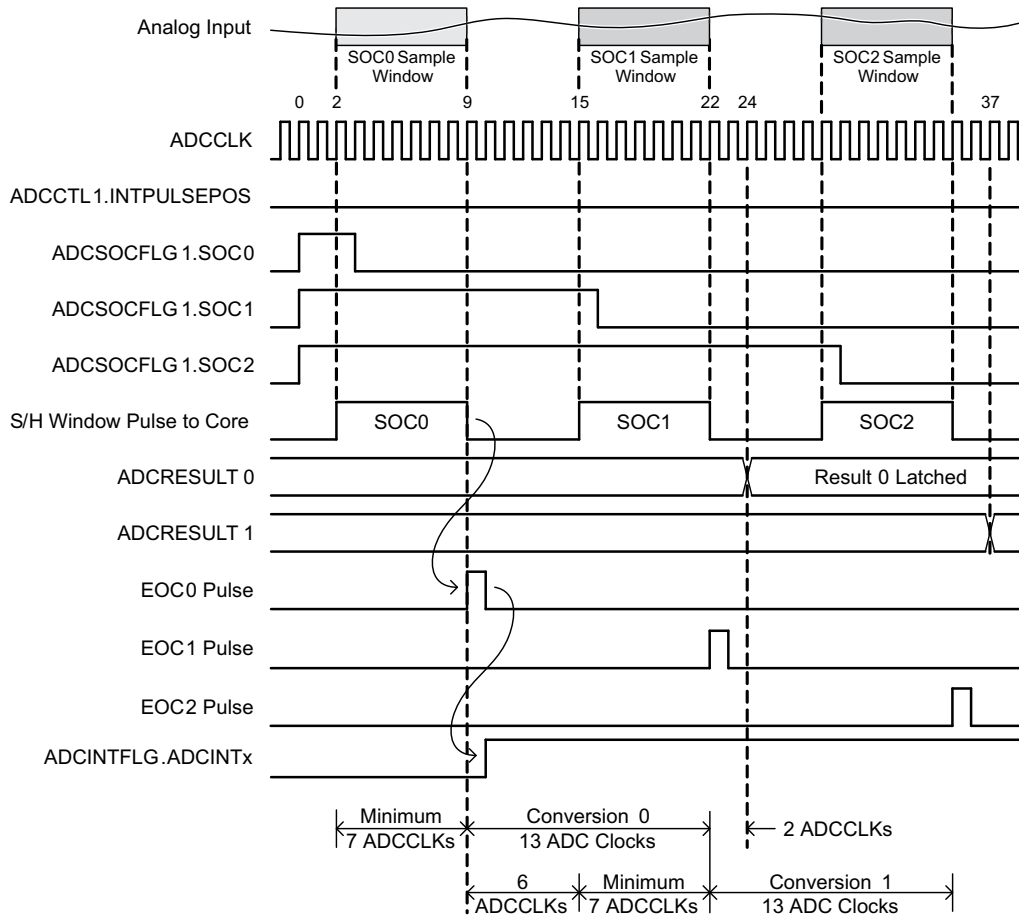 Analog Input
SOC0 Sample
Window
SOC1 Sample
Window
SOC2 Sample
Window
0 2 9 15 22 24 37
ADCCLK
ADCCTL1.INTPULSEPOS
ADCSOCFLG 1.SOC0
ADCSOCFLG 1.SOC1
ADCSOCFLG 1.SOC2
S/H Window Pulse to Core
SOC0 SOC1 SOC2
ADCRESULT 0
Result 0 Latched
ADCRESULT 1
EOC0 Pulse
EOC1 Pulse
EOC2 Pulse
ADCINTFLG.ADCINTx
Minimum
7 ADCCLKs
Conversion 0
13 ADC Clocks
2 ADCCLKs
6
ADCCLKs
Minimum
7 ADCCLKs
Conversion 1
13 ADC Clocks